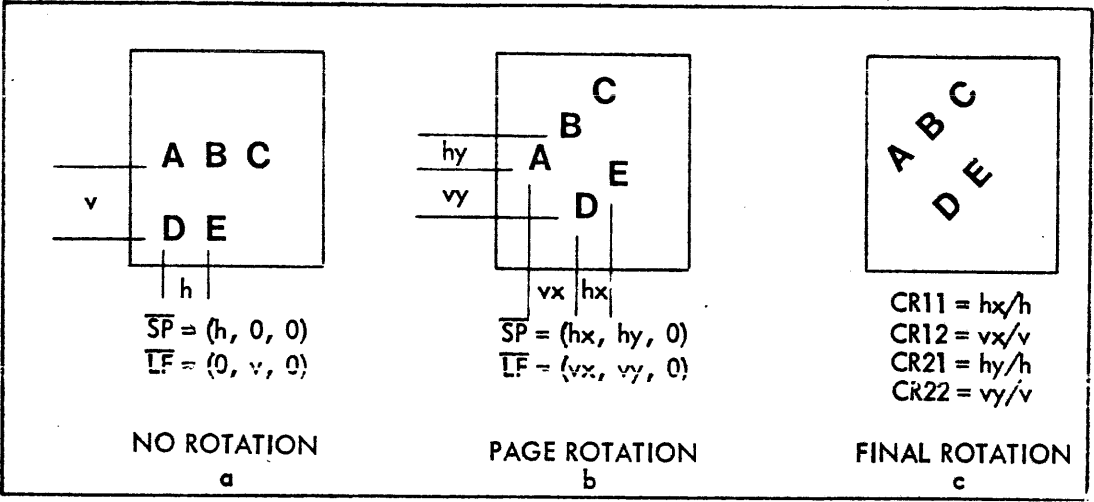 A B C
D E
v
h
SP = (h, 0, 0)
LF = (0, v, 0)
NO ROTATION
a
C
B
A
E
D
hy
vy
vx hx
SP = (hx, hy, 0)
LF = (vx, vy, 0)
PAGE ROTATION
b
A B C
D E
CR11 = hx/h
CR12 = vx/v
CR21 = hy/h
CR22 = vy/v
FINAL ROTATION
c